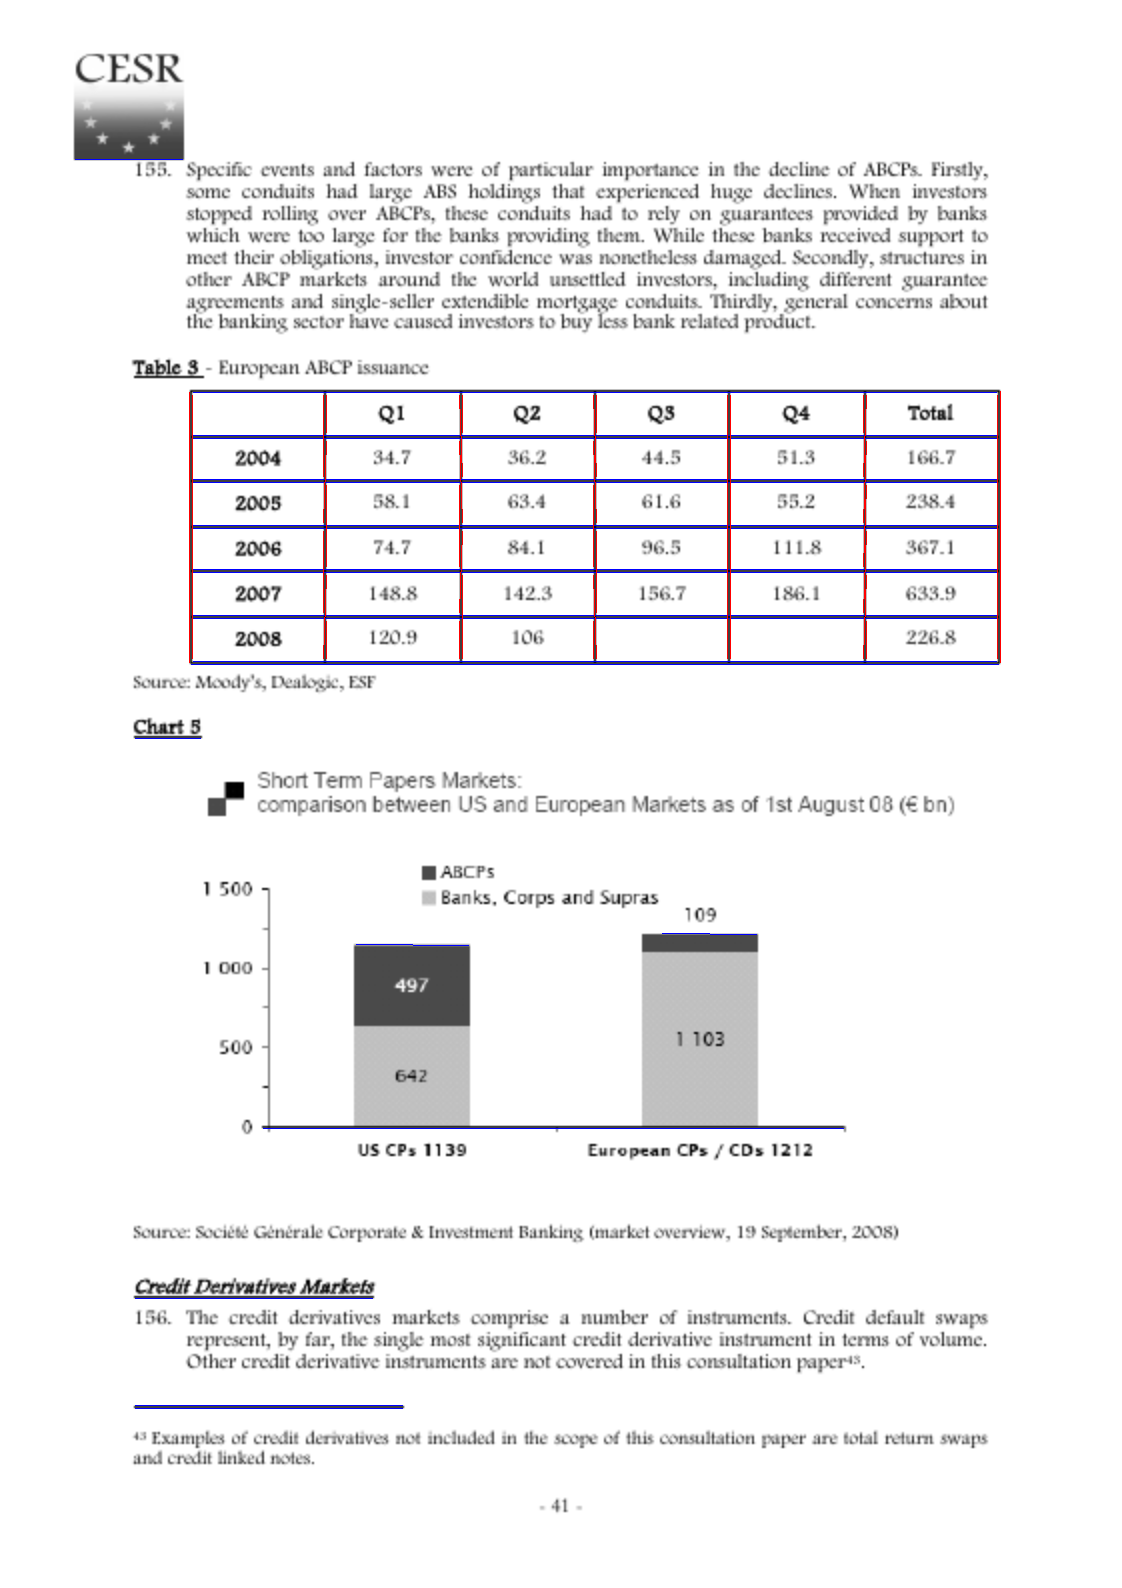 CESR
155. Specific events and factors were of particular importance in the decline of ABCPs. Firstly,
some conduits had large ABS holdings that experienced huge declines. When investors
stopped rolling over ABCPs, these conduits had to rely on guarantees provided by banks
which were too large for the banks providing them. While these banks received support to
meet their obligations, investor confidence was nonetheless damaged. Secondly, structures in
other ABCP markets around the world unsettled investors, including different guarantee
agreements and single-seller extendible mortgage conduits. Thirdly, general concerns about
the banking sector have caused investors to buy less bank related product.
Table 3 - European ABCP issuance
Q1 Q2 Q3 Q4 Total
2004 34.7 36.2 44.5 51.3 166.7
2005 58.1 63.4 61.6 55.2 238.4
2006 74.7 84.1 96.5 111.8 367.1
2007 148.8 142.3 156.7 186.1 633.9
2008 120.9 106 226.8
Source: Moody's, Dealogic, ESF
Chart 5
Short Term Papers Markets:
comparison between US and European Markets as of 1st August 08 (€ bn)
ABCPs
Banks, Corps and Supras
1 500
1 000
500
0
109
497
1 103
642
US CPs 1139
European CPs / CDs 1212
Source: Société Générale Corporate & Investment Banking (market overview, 19 September, 2008)
Credit Derivatives Markets
156. The credit derivatives markets comprise a number of instruments. Credit default swaps
represent, by far, the single most significant credit derivative instrument in terms of volume.
Other credit derivative instruments are not covered in this consultation paper43.
43 Examples of credit derivatives not included in the scope of this consultation paper are total return swaps
and credit linked notes.
- 41 -